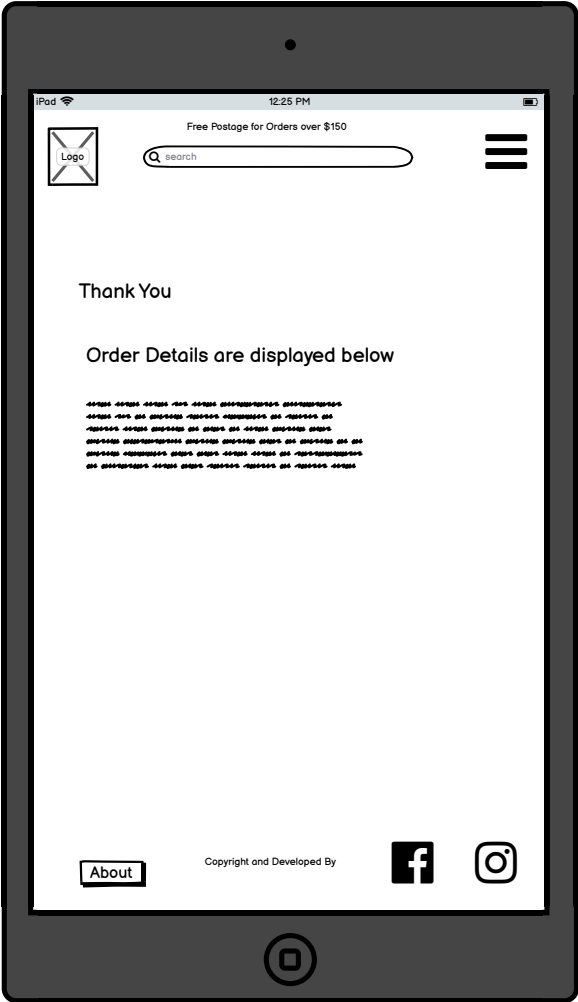 iPad 12:25 PM
Free Postage for Orders over $150
Logo
search
Thank You
Order Details are displayed below
About
Copyright and Developed By